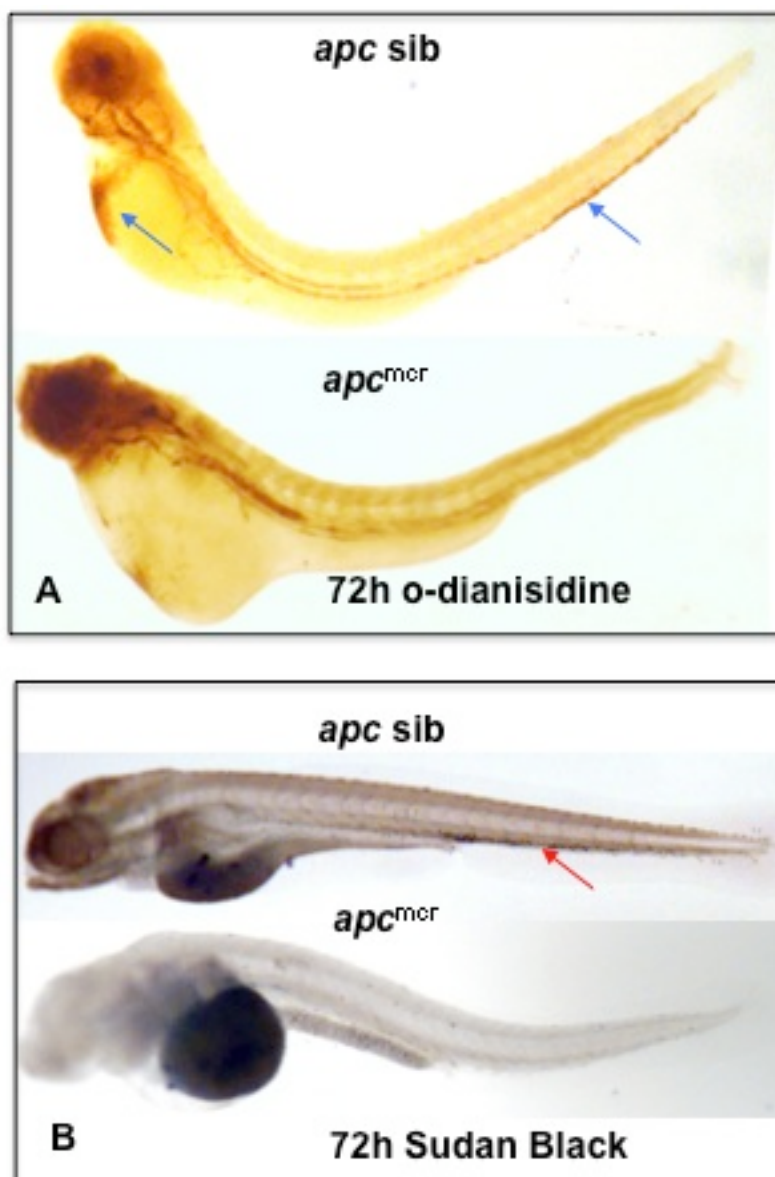 apc sib
apcmcr
A 72h o-dianisidine
apc sib
apcmcr
B 72h Sudan Black